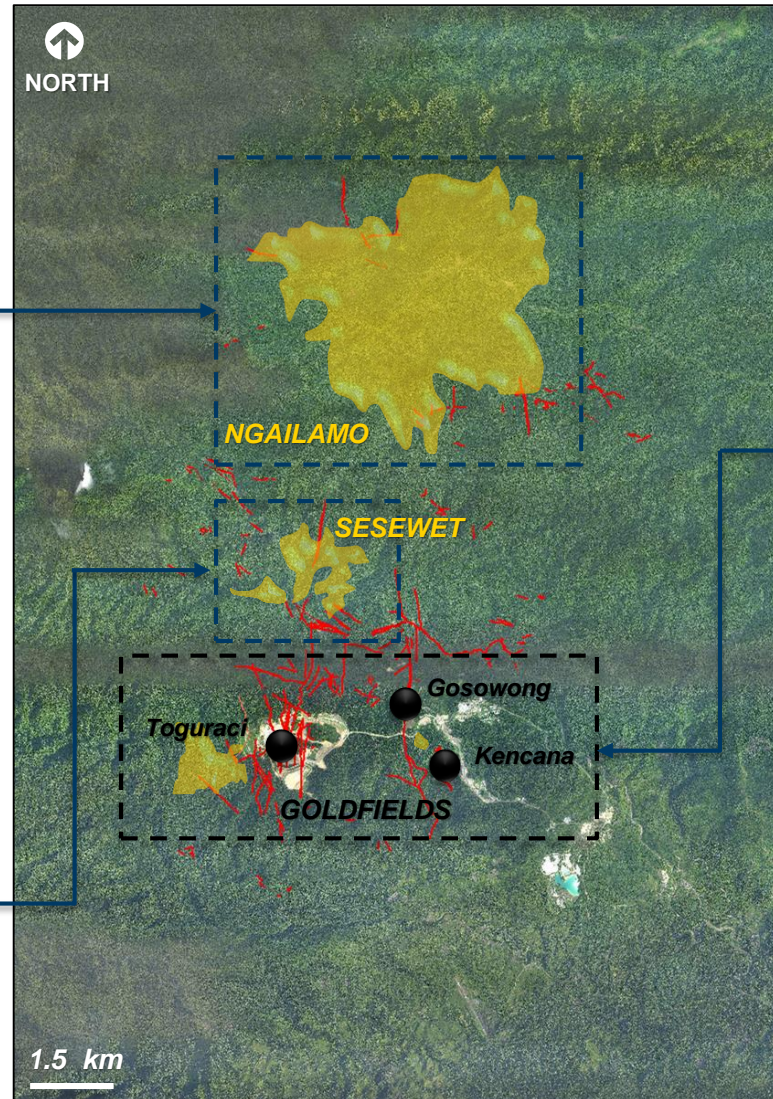 NORTH
NGAILAMO
SESEWET
Gosowong
Toguraci
Kencana
GOLDFIELDS
1.5 km